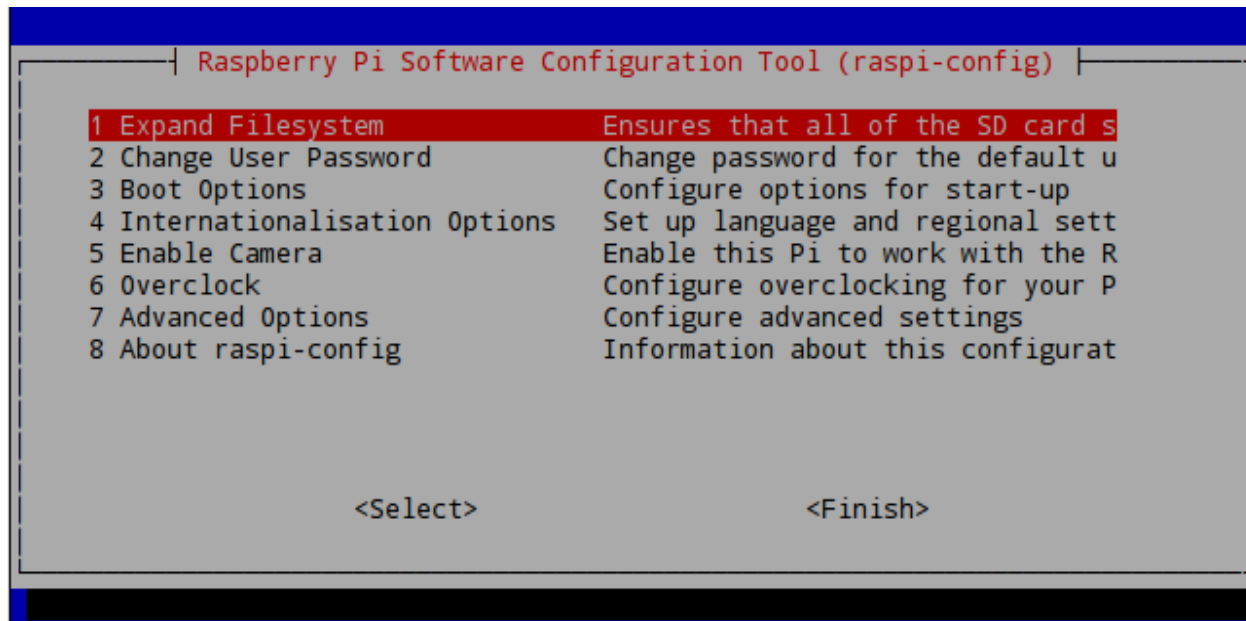 Raspberry Pi Software Configuration Tool (raspi-config)
1 Expand Filesystem Ensures that all of the SD card s
2 Change User Password Change password for the default u
3 Boot Options Configure options for start-up
4 Internationalisation Options Set up language and regional sett
5 Enable Camera Enable this Pi to work with the R
6 Overclock Configure overclocking for your P
7 Advanced Options Configure advanced settings
8 About raspi-config Information about this configurat
<Select> <Finish>